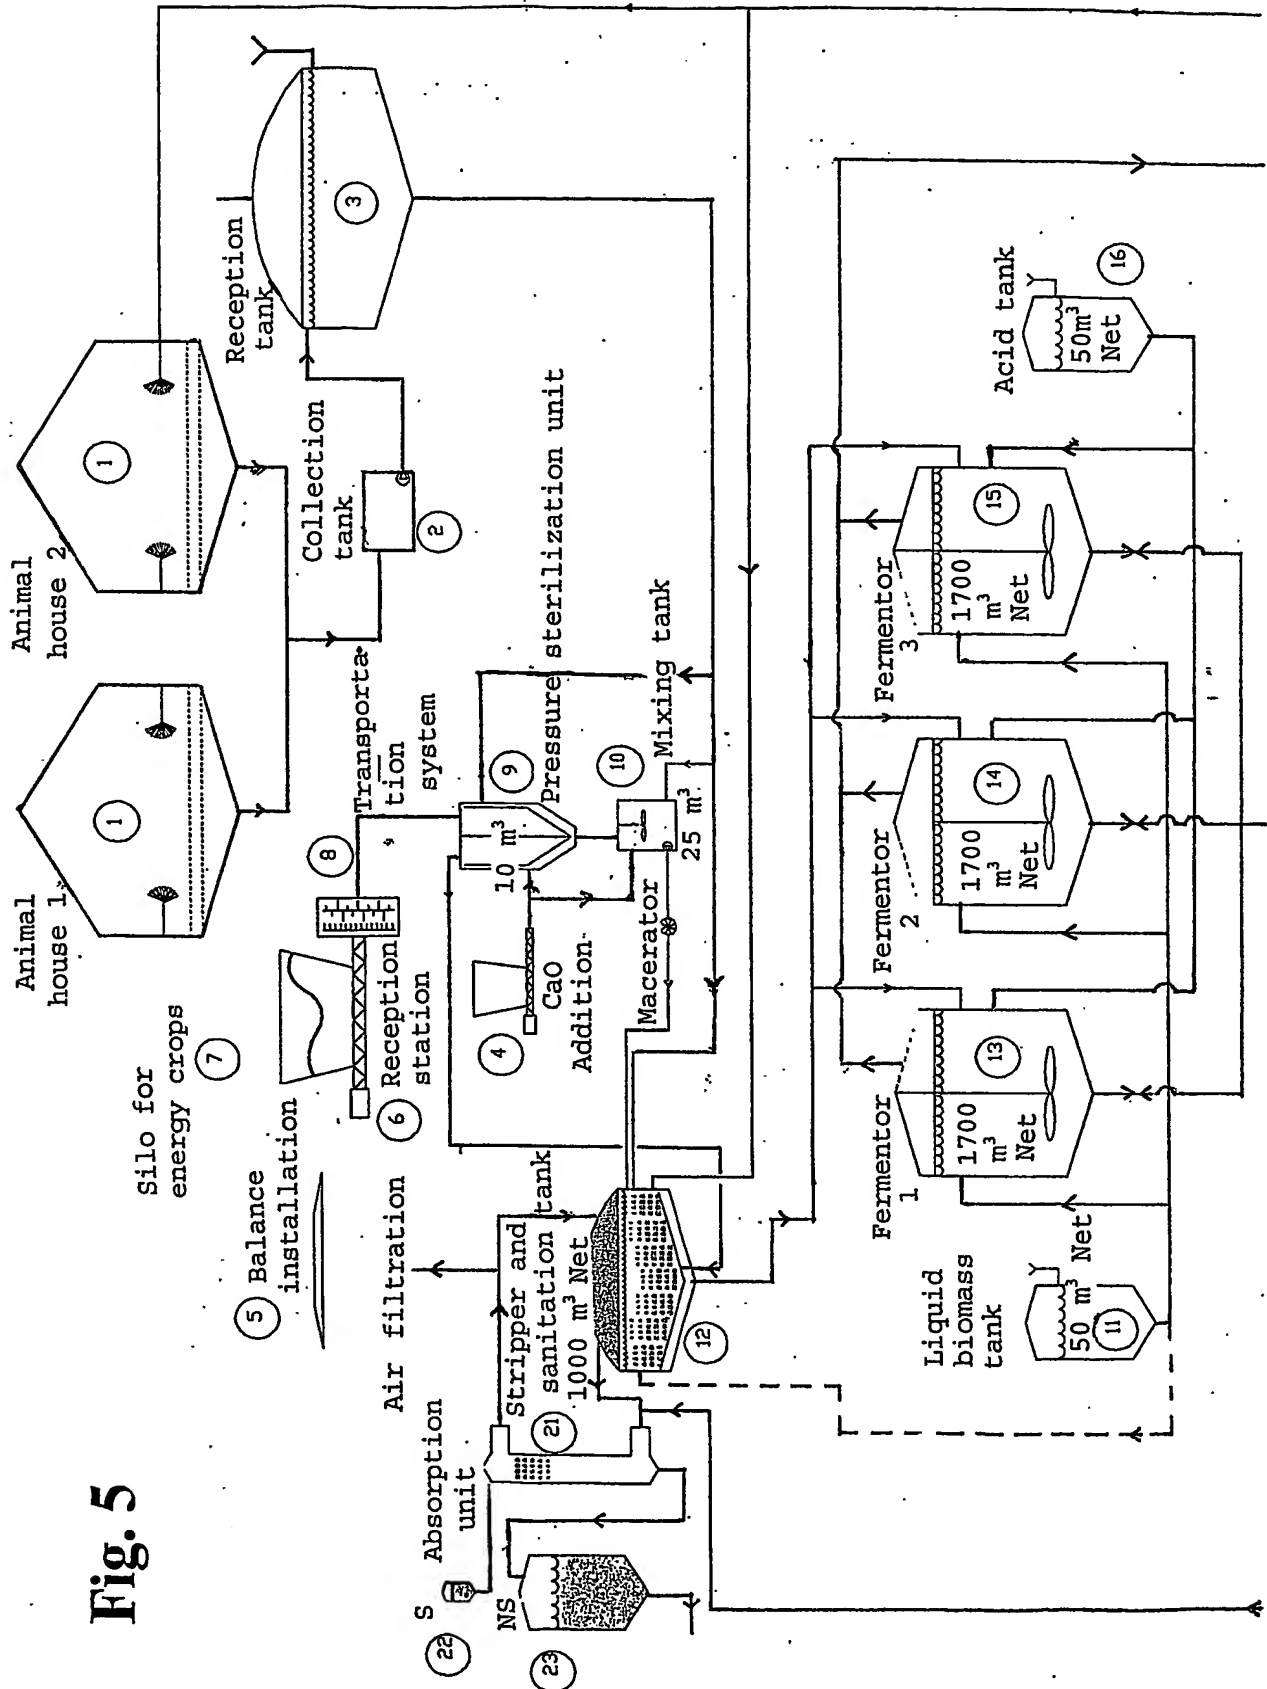 Fig. 5
Animal
house 1
1
Animal
house 2
1
Silo for
energy crops
7
5
Balance
installation
6
Reception
station
8
Transporta-
tion
system
Collection
tank
2
Reception
tank
3
Air filtration
4
CaO
Addition
10
m³
9
Pressure sterilization unit
10
Mixing tank
25 m³
Macerator
22
S
Absorption
unit
21
Stripper and
sanitation tank
1000 m³ Net
12
23
NS
Liquid
biomass
tank
50 m³ Net
11
Fermentor
1
1700
m³
Net
13
Fermentor
2
1700
m³
Net
14
Fermentor
3
1700
m³
Net
15
Acid tank
50m³
Net
16